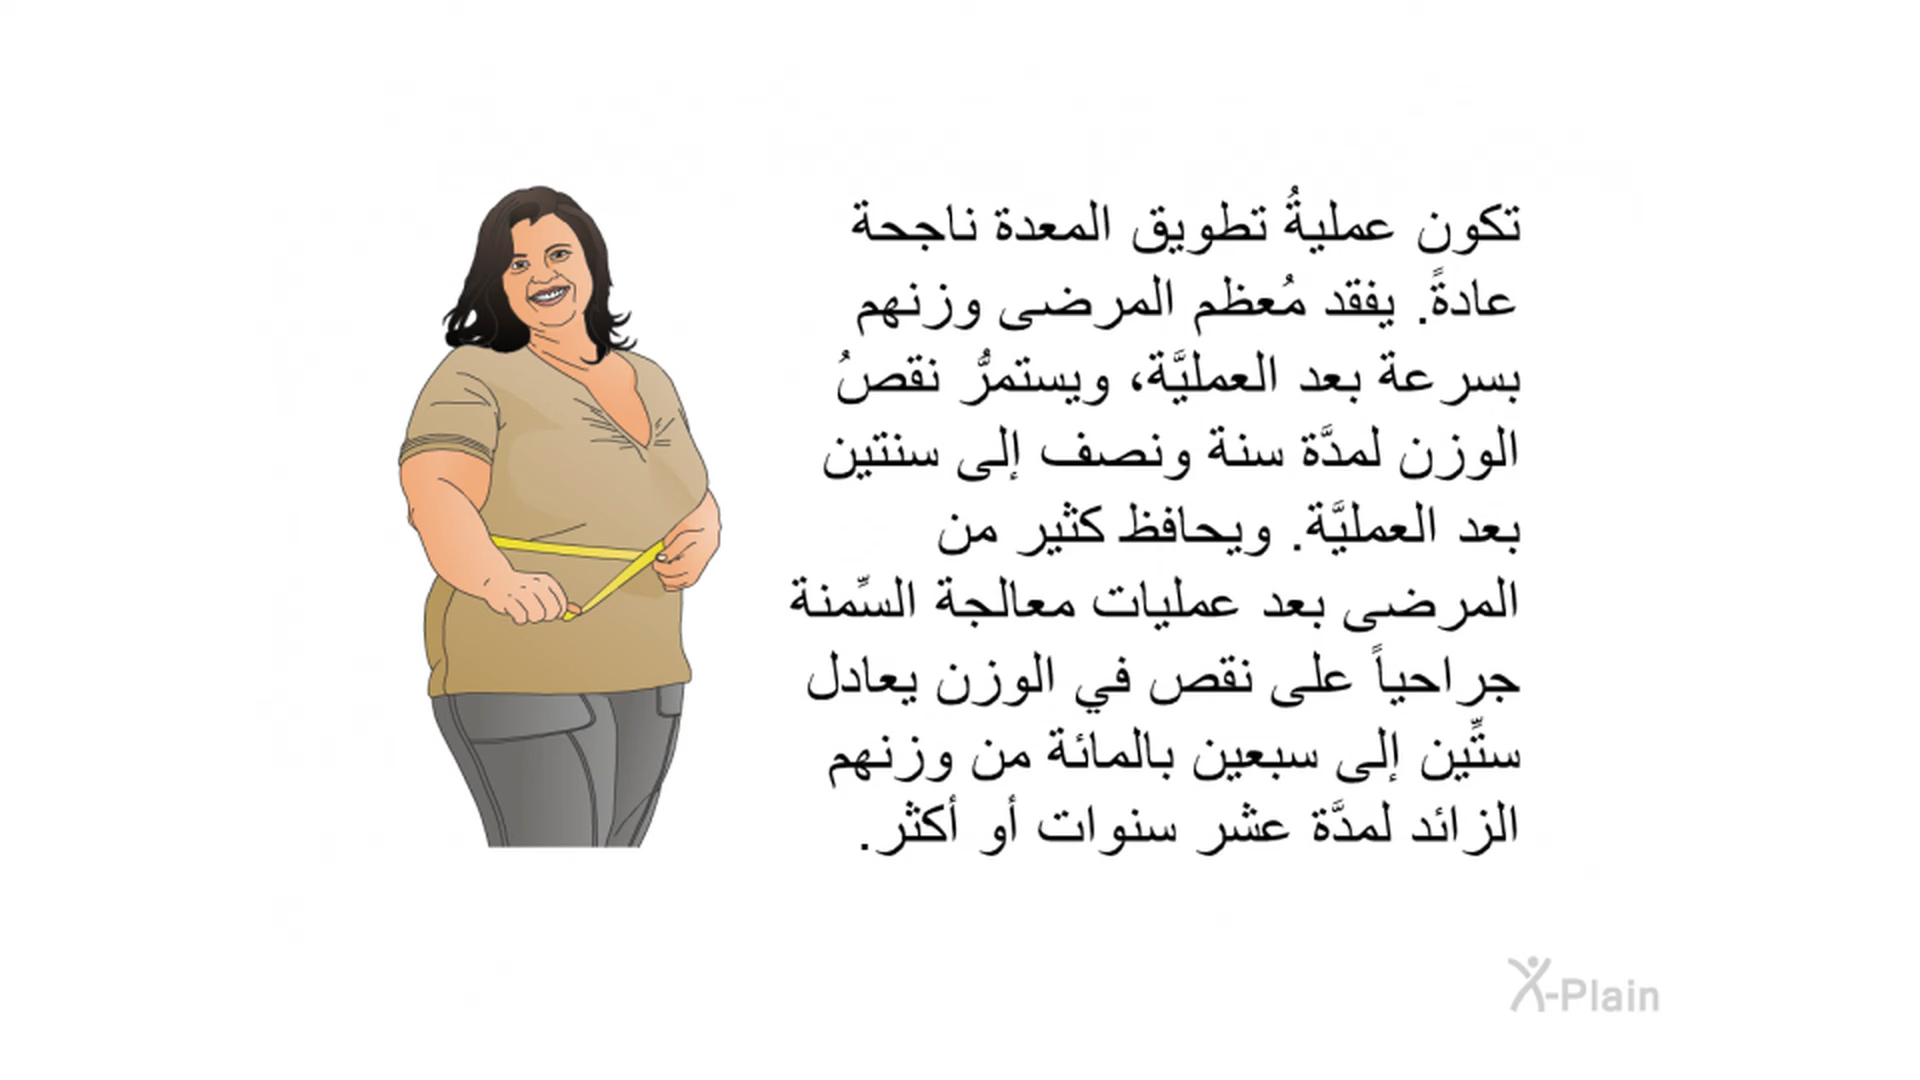 تكون عمليةُ تطويق المعدة ناجحة
عادةً. يفقد مُعظم المرضى وزنهم
بسرعة بعد العمليَّة، ويستمرُّ نقصُ
الوزن لمدَّة سنة ونصف إلى سنتين
بعد العمليَّة. ويحافظ كثير من
المرضى بعد عمليات معالجة السِّمنة
جراحياً على نقص في الوزن يعادل
ستِّين إلى سبعين بالمائة من وزنهم
الزائد لمدَّة عشر سنوات أو أكثر.
X-Plain